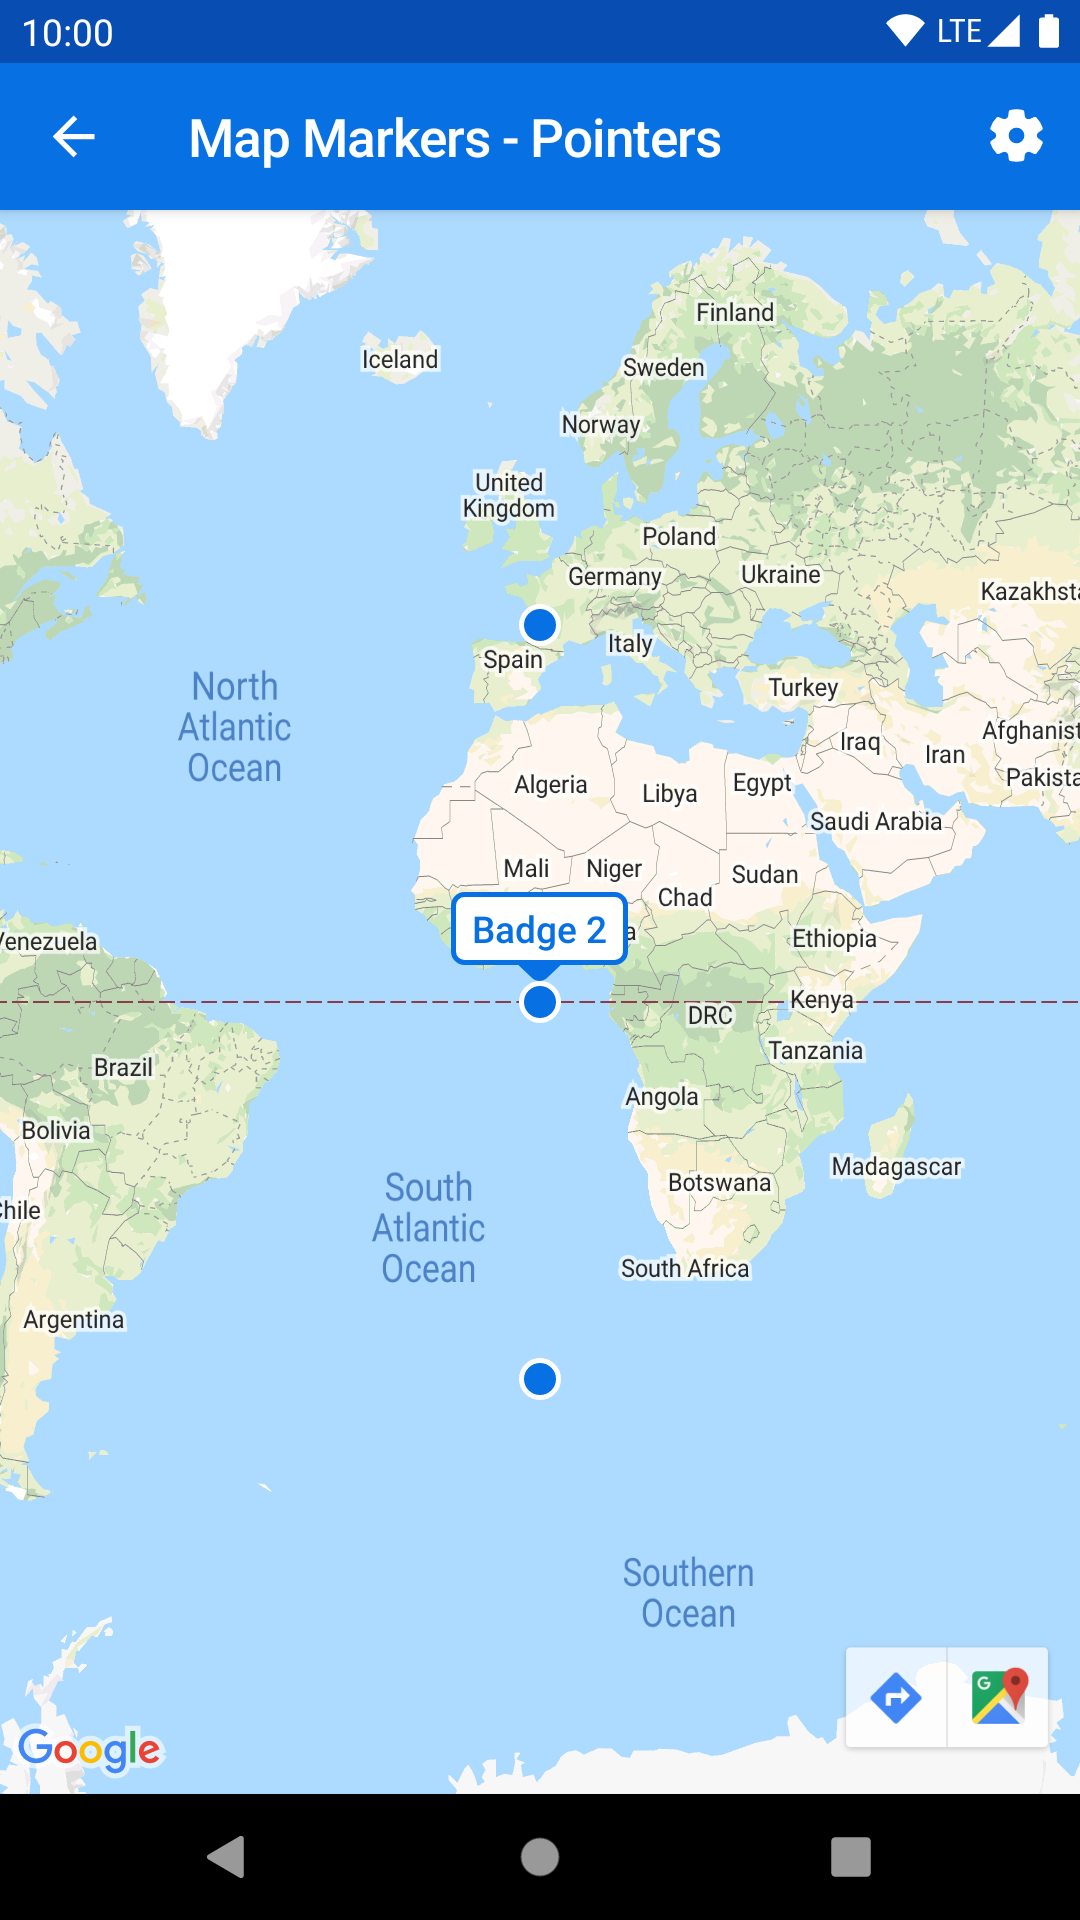 10:00
LTE
Map Markers - Pointers
Finland
Iceland
Sweden
Norway
United
Kingdom
Poland
Germany
Ukraine
Kazakhsta
Italy
Spain
North
Atlantic
Ocean
Turkey
Afghanist
Iraq
Iran
Pakista
Algeria
Libya
Egypt
Saudi Arabia
Mali
Niger
Sudan
Chad
Badge 2
a
Venezuela
Ethiopia
Kenya
DRC
Tanzania
Brazil
Angola
Bolivia
Madagascar
Botswana
South
Atlantic
Ocean
Chile
South Africa
Argentina
Southern
Ocean
G
Google